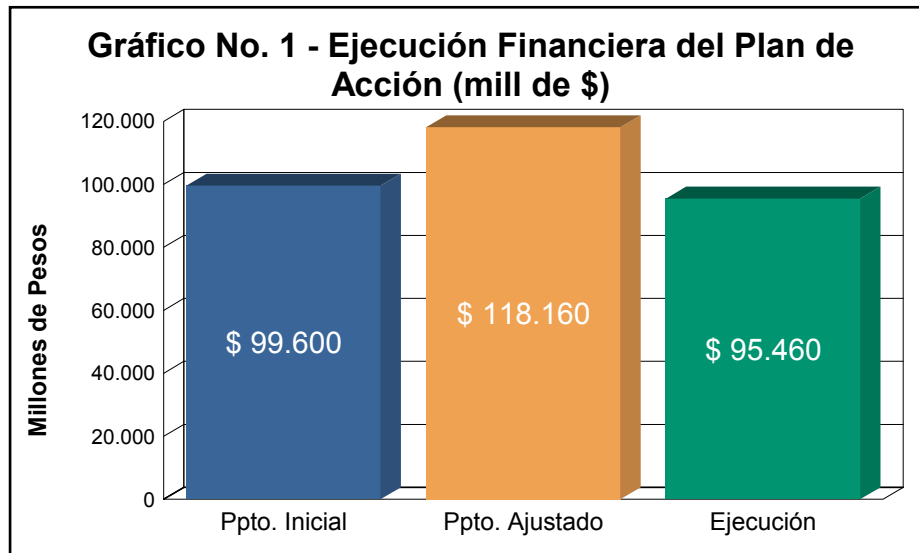 Gráfico No. 1 - Ejecución Financiera del Plan de
Acción (mill de $)
Millones de Pesos
120.000
100.000
80.000
60.000
40.000
20.000
0
$ 99.600
$ 118.160
$ 95.460
Ppto. Inicial
Ppto. Ajustado
Ejecución